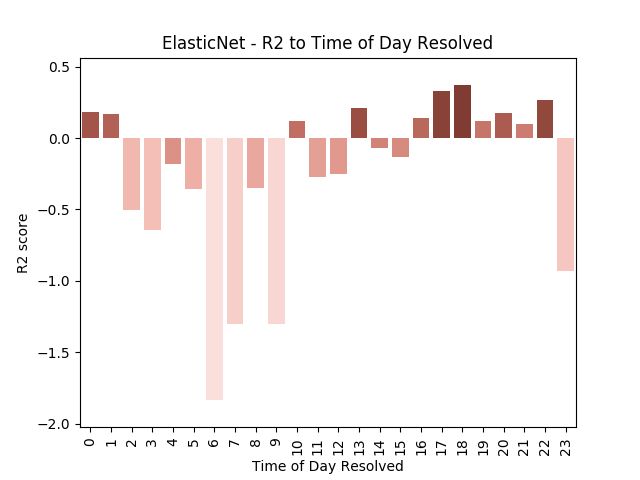 ElasticNet - R2 to Time of Day Resolved
0.5
0.0
−0.5
−1.0
−1.5
−2.0
R2 score
0 1 2 3 4 5 6 7 8 9 10 11 12 13 14 15 16 17 18 19 20 21 22 23
Time of Day Resolved